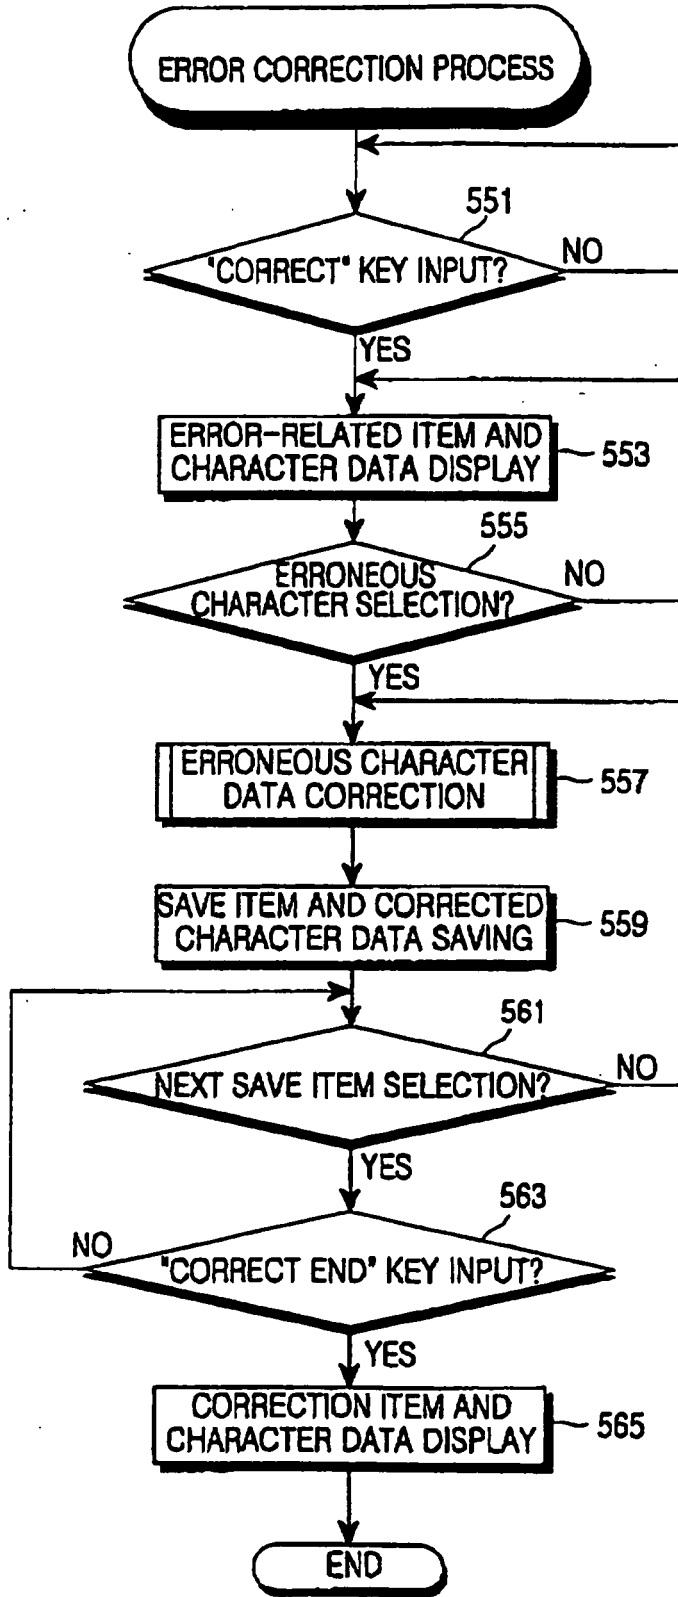 ERROR CORRECTION PROCESS
551
"CORRECT" KEY INPUT?
NO
YES
ERROR-RELATED ITEM AND
CHARACTER DATA DISPLAY
553
555
ERRONEOUS
CHARACTER SELECTION?
NO
YES
ERRONEOUS CHARACTER
DATA CORRECTION
557
SAVE ITEM AND CORRECTED
CHARACTER DATA SAVING
559
561
NEXT SAVE ITEM SELECTION?
NO
YES
563
NO
"CORRECT END" KEY INPUT?
YES
CORRECTION ITEM AND
CHARACTER DATA DISPLAY
565
END